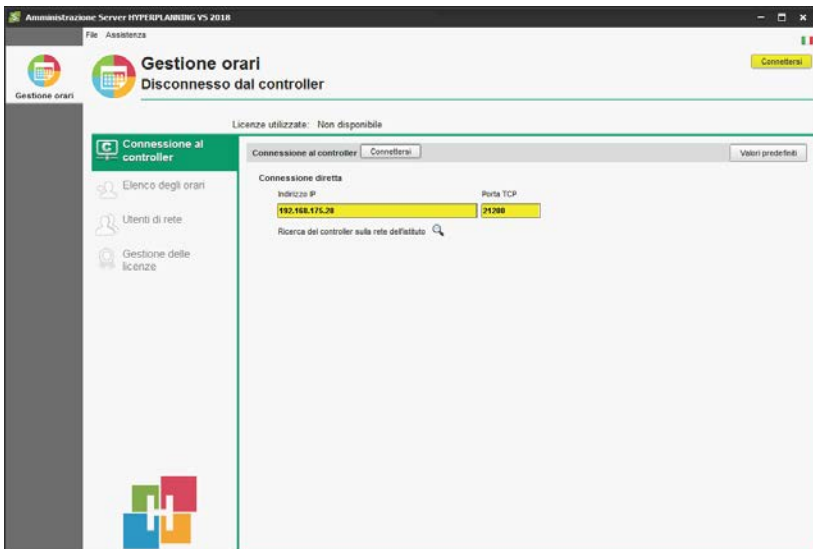 Amministrazione Server HYPERPLANNING VS 2018
File Assistenza
Gestione orari
Gestione orari
Disconnesso dal controller
Connettersi
Licenze utilizzate: Non disponibile
Connessione al controller
Elenco degli orari
Utenti di rete
Gestione delle licenze
Connessione al controller Connettersi
Valori predefiniti
Connessione diretta
Indirizzo IP Porta TCP
192.168.175.20 21200
Ricerca del controller sulla rete dell'istituto
H